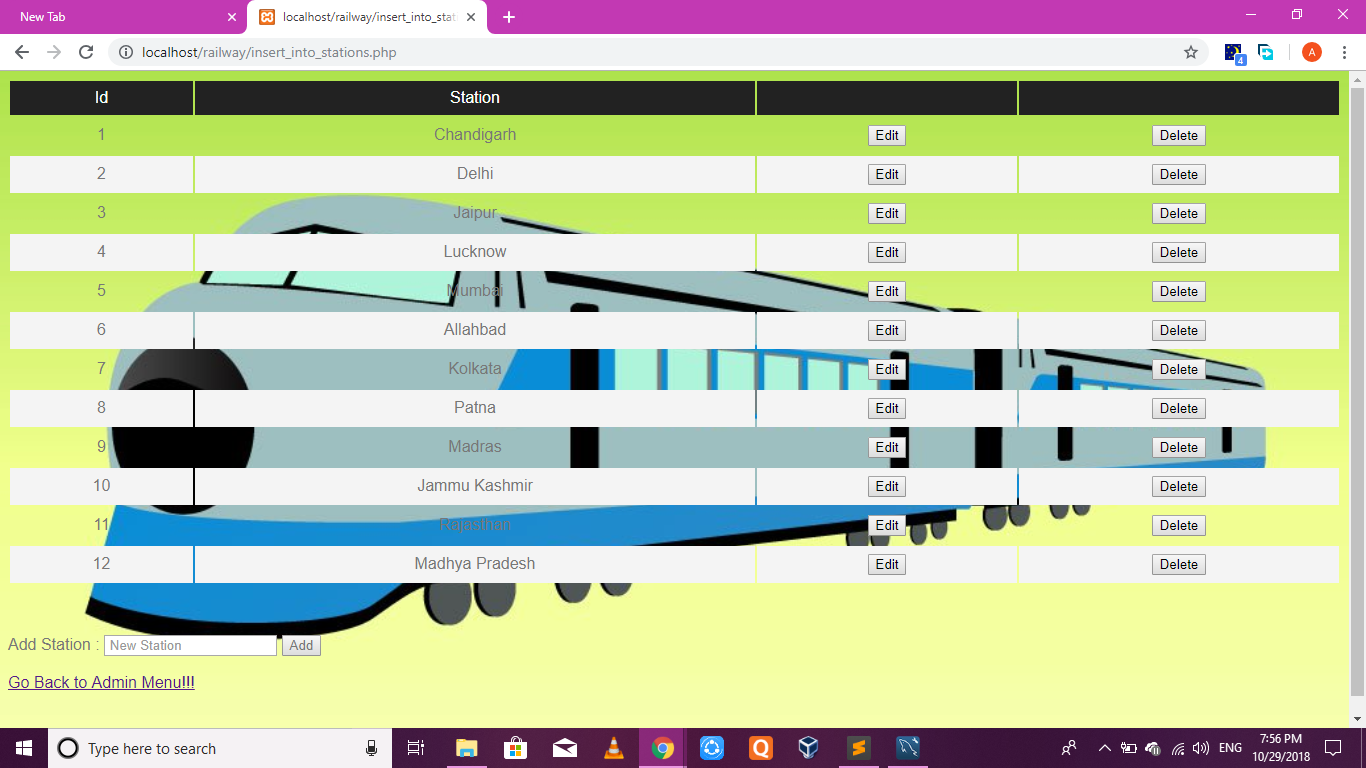 New Tab
localhost/railway/insert_into_stat
localhost/railway/insert_into_stations.php
A
4
Id Station
1 Chandigarh Edit Delete
2 Delhi Edit Delete
3 Jaipur Edit Delete
4 Lucknow Edit Delete
5 Mumbai Edit Delete
6 Allahbad Edit Delete
7 Kolkata Edit Delete
8 Patna Edit Delete
9 Madras Edit Delete
10 Jammu Kashmir Edit Delete
11 Rajasthan Edit Delete
12 Madhya Pradesh Edit Delete
Add Station : New Station Add
Go Back to Admin Menu!!!
Type here to search
Q
ENG
7:56 PM
10/29/2018